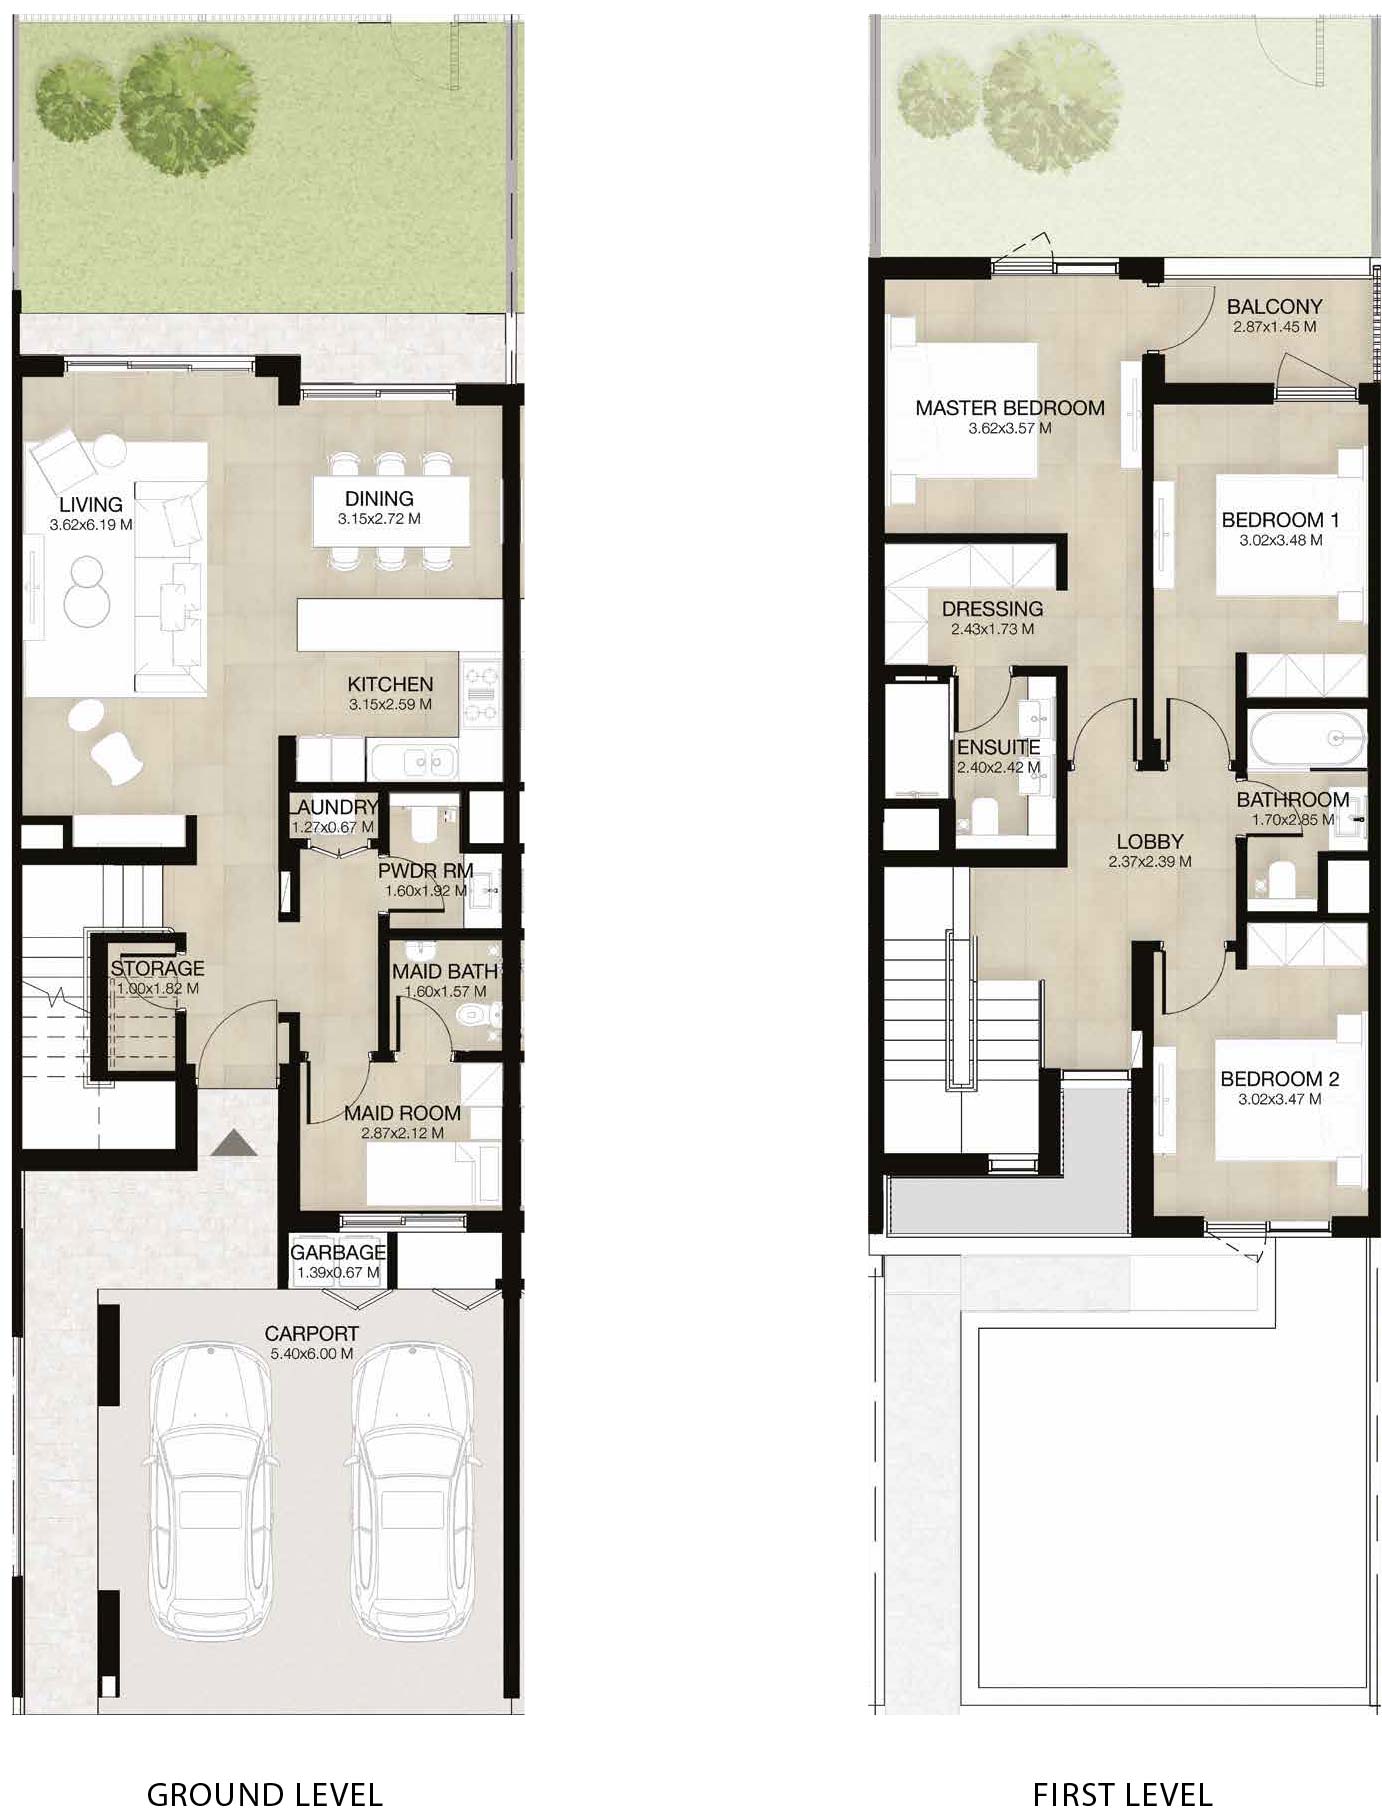 LIVING
3.62x6.19 M
DINING
3.15x2.72 M
KITCHEN
3.15x2.59 M
LAUNDRY
1.27x0.67 M
PWDR RM
1.60x1.92 M
STORAGE
1.00x1.82 M
MAID BATH
1.60x1.57 M
MAID ROOM
2.87x2.12 M
GARBAGE
1.39x0.67 M
CARPORT
5.40x6.00 M
GROUND LEVEL
BALCONY
2.87x1.45 M
MASTER BEDROOM
3.62x3.57 M
BEDROOM 1
3.02x3.48 M
DRESSING
2.43x1.73 M
ENSUITE
2.40x2.42 M
BATHROOM
1.70x2.85 M
LOBBY
2.37x2.39 M
BEDROOM 2
3.02x3.47 M
FIRST LEVEL